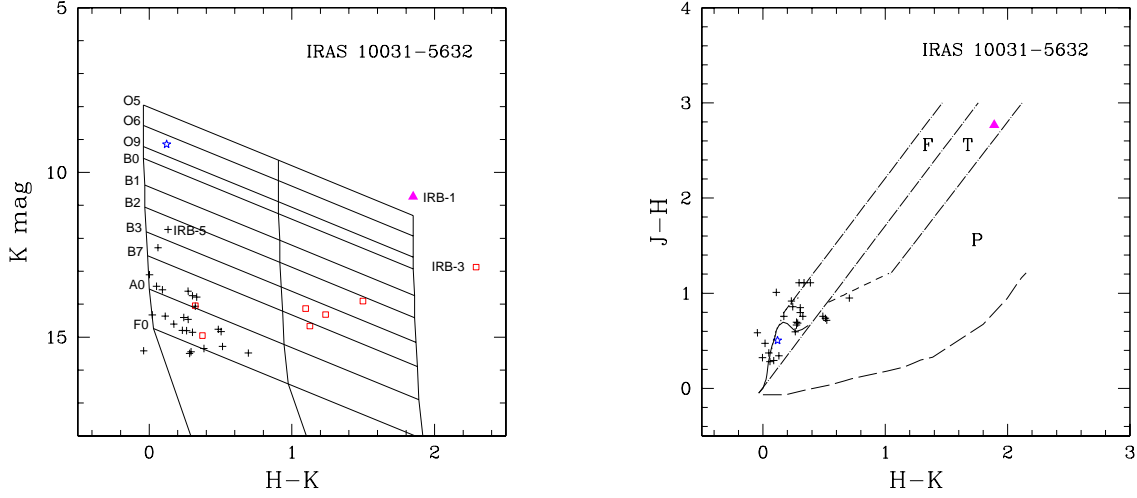 5
10
15
K mag
IRAS 10031−5632
O5
O6
O9
B0
B1
B2
B3
B7
A0
F0
IRB-1
IRB-5
IRB-3
0
1
2
H−K
4
3
2
1
0
J−H
IRAS 10031−5632
F
T
P
0
1
2
3
H−K